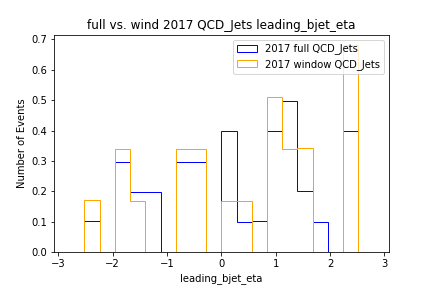 full vs. wind 2017 QCD_Jets leading_bjet_eta
2017 full QCD_Jets
2017 window QCD_Jets
Number of Events
0.7
0.6
0.5
0.4
0.3
0.2
0.1
0.0
−3 −2 −1 0 1 2 3
leading_bjet_eta